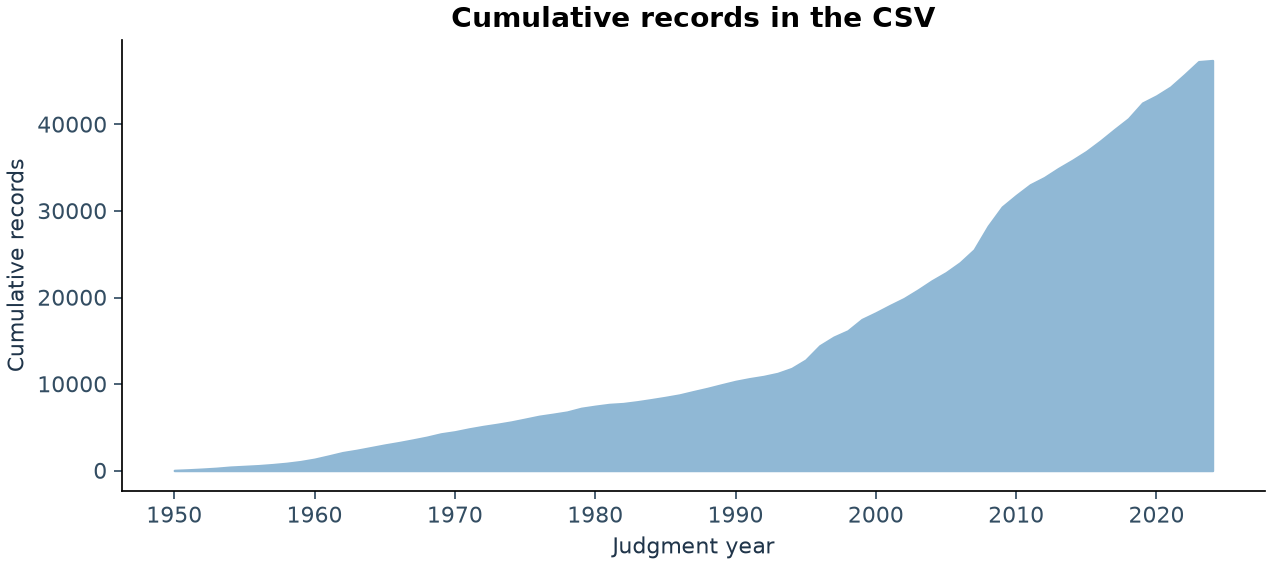 Cumulative records in the CSV
Cumulative records
40000
30000
20000
10000
0
1950 1960 1970 1980 1990 2000 2010 2020
Judgment year